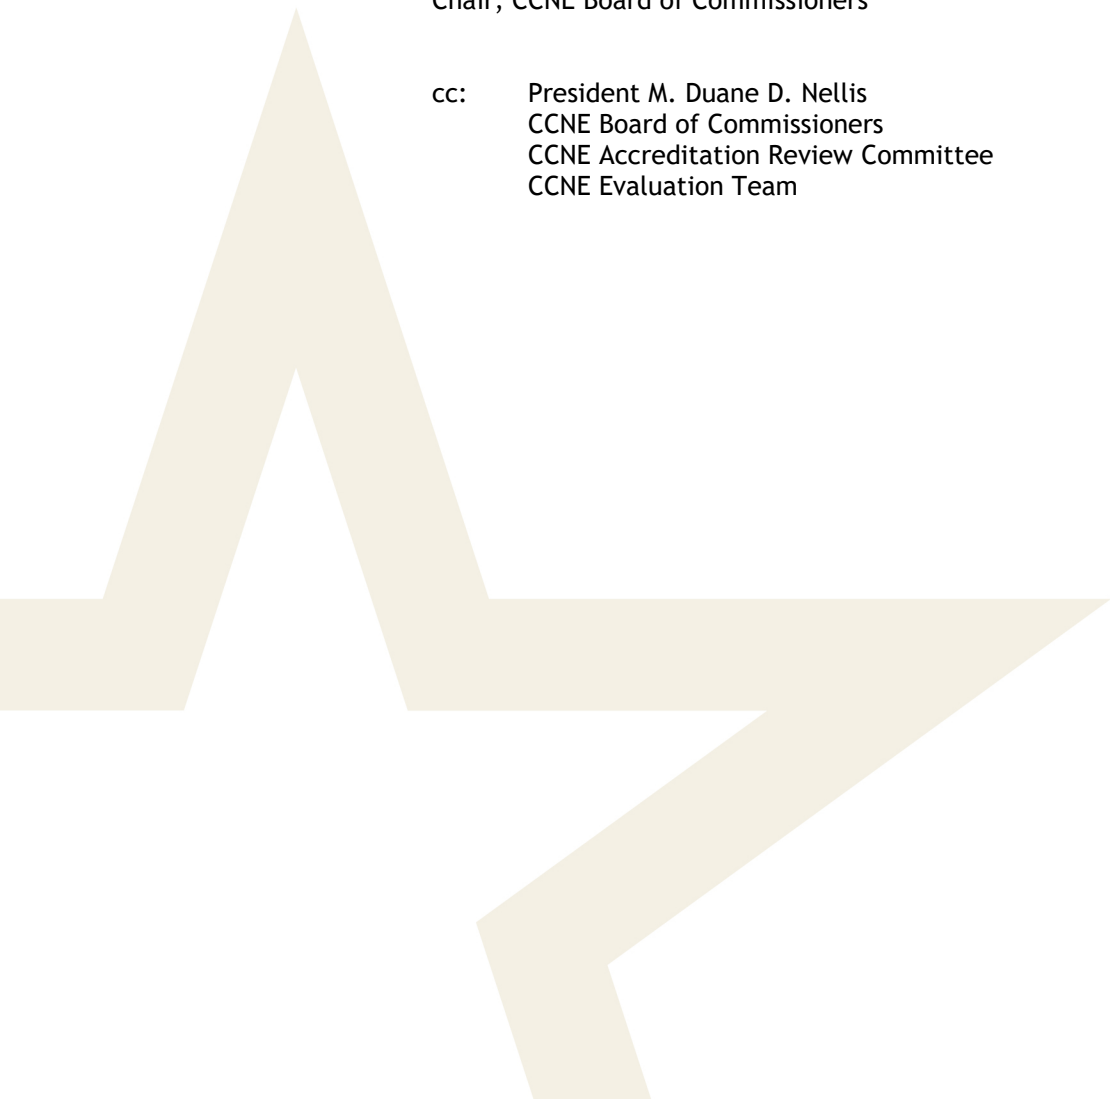 Chair, CCNE Board of Commissioners
cc: President M. Duane D. Nellis
CCNE Board of Commissioners
CCNE Accreditation Review Committee
CCNE Evaluation Team